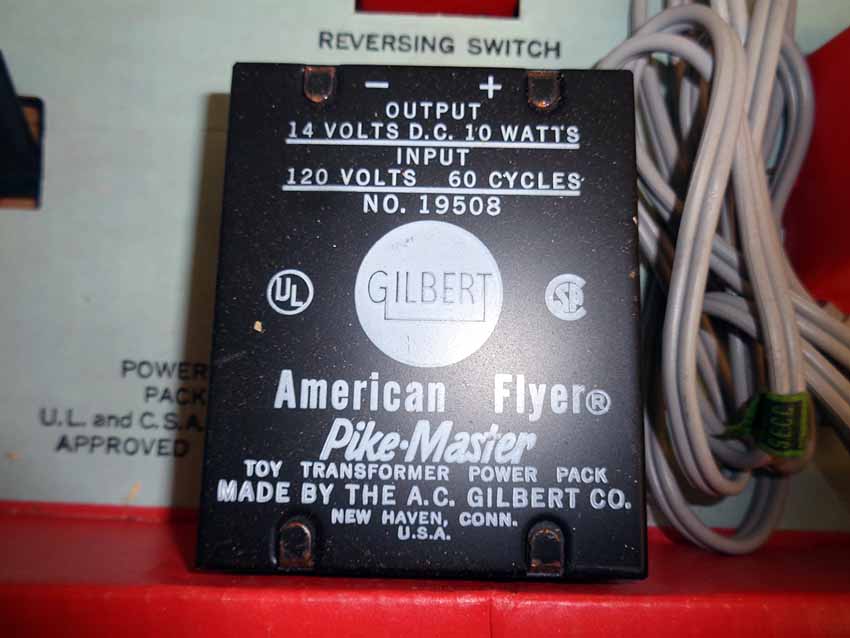 REVERSING SWITCH
- +
OUTPUT
14 VOLTS D.C. 10 WATTS
INPUT
120 VOLTS 60 CYCLES
NO. 19508
UL
GILBERT
American Flyer®
Pike-Master
TOY TRANSFORMER POWER PACK
MADE BY THE A.C. GILBERT CO.
NEW HAVEN, CONN.
U.S.A.
POWER
PACK
U.L. and C.S.A.
APPROVED